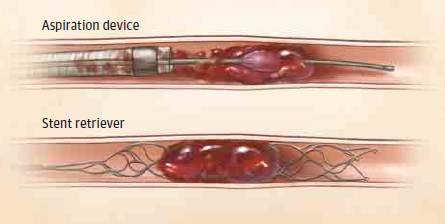 Aspiration device
Stent retriever